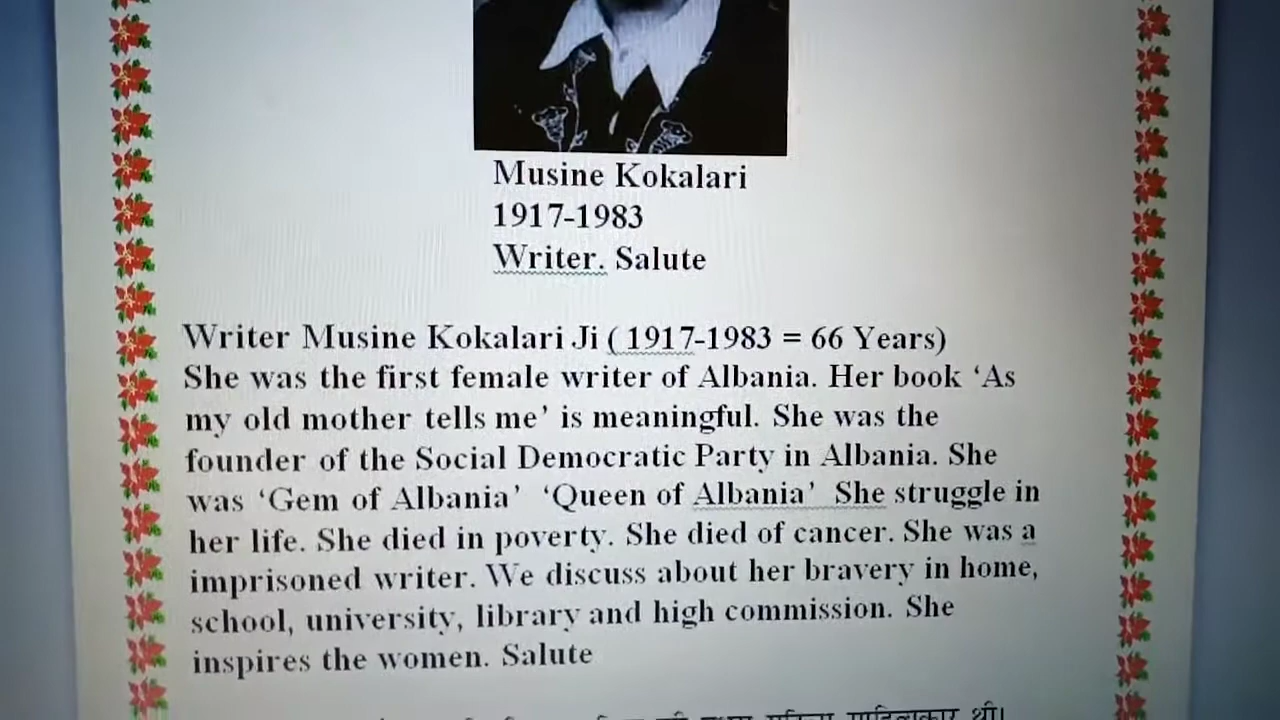 Musine Kokalari
1917-1983
Writer. Salute
Writer Musine Kokalari Ji ( 1917-1983 = 66 Years)
She was the first female writer of Albania. Her book ‘As
my old mother tells me’ is meaningful. She was the
founder of the Social Democratic Party in Albania. She
was ‘Gem of Albania’ ‘Queen of Albania’ She struggle in
her life. She died in poverty. She died of cancer. She was a
imprisoned writer. We discuss about her bravery in home,
school, university, library and high commission. She
inspires the women. Salute
थी।